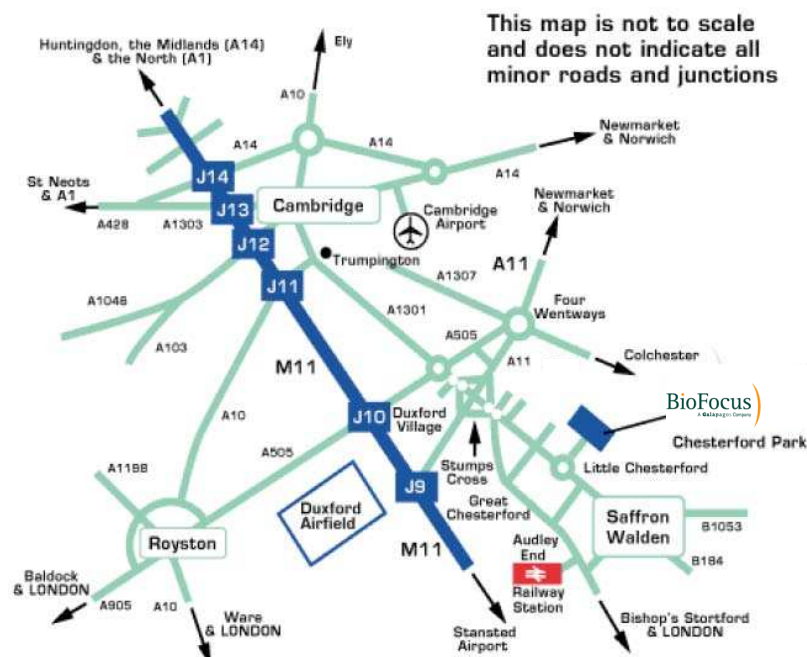 This map is not to scale
and does not indicate all
minor roads and junctions
Huntingdon, the Midlands (A14)
& the North (A1)
Ely
A10
A14
A14
Newmarket
& Norwich
A14
J14
St Neots
& A1
A428
A1303
J13
Cambridge
Cambridge
Airport
Newmarket
& Norwich
J12
Trumpington
A1307
A11
J11
A1046
A103
A1301
Four
Wentways
A505
A11
Colchester
M11
A10
J10
Duxford
Village
BioFocus
A Galapagos Company
Chesterford Park
A505
A1198
Stumps
Cross
Little Chesterford
J9
Great
Chesterford
Duxford
Airfield
Saffron
Walden
B1053
Royston
M11
Audley
End
Railway
Station
B184
Baldock
& LONDON
A905
A10
Ware
& LONDON
Stansted
Airport
Bishop's Stortford
& LONDON